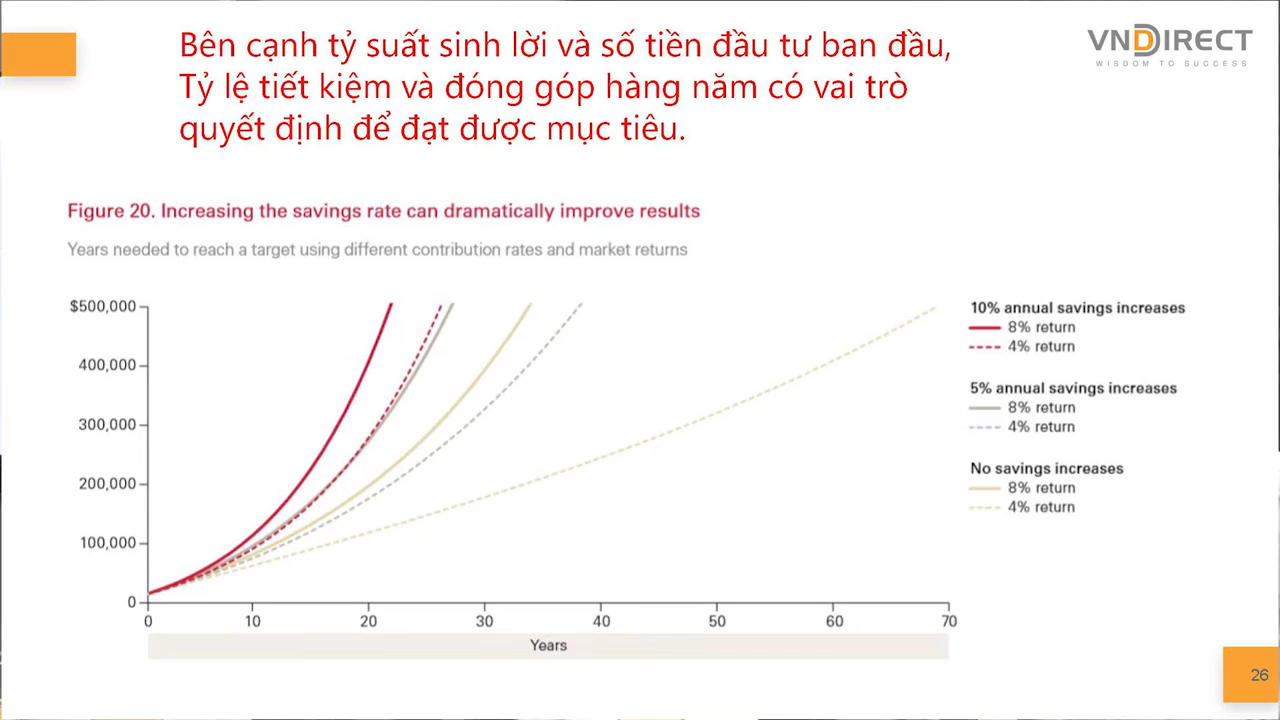 Bên cạnh tỷ suất sinh lời và số tiền đầu tư ban đầu,
Tỷ lệ tiết kiệm và đóng góp hàng năm có vai trò
quyết định để đạt được mục tiêu.
VNDIRECT
WISDOM TO SUCCESS
Figure 20. Increasing the savings rate can dramatically improve results
Years needed to reach a target using different contribution rates and market returns
$500,000
400,000
300,000
200,000
100,000
0
0 10 20 30 40 50 60 70
Years
10% annual savings increases
8% return
4% return
5% annual savings increases
8% return
4% return
No savings increases
8% return
4% return
26